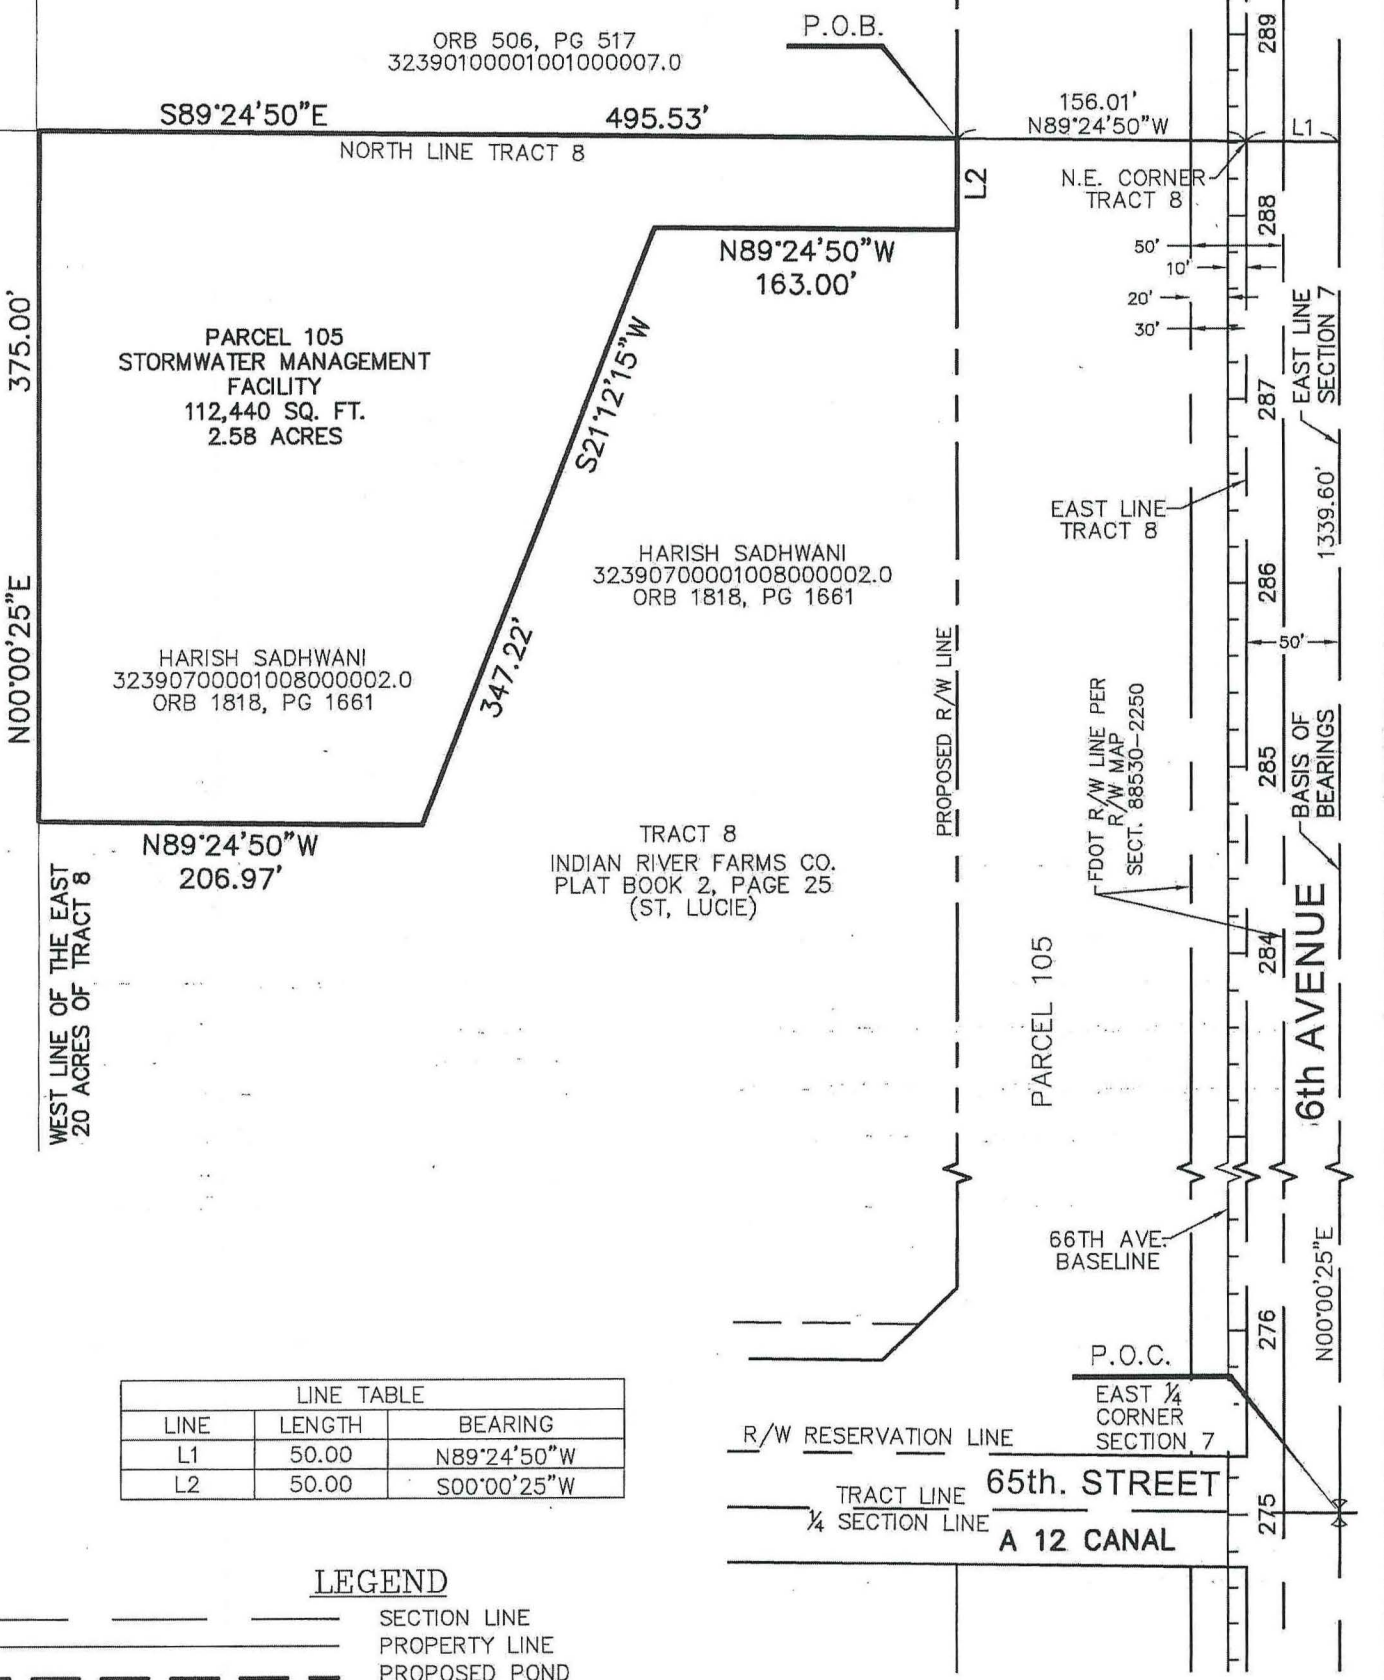 ORB 506, PG 517
32390100001001000007.0
P.O.B.
289
S89°24'50"E
495.53'
156.01'
N89°24'50"W
L1
NORTH LINE TRACT 8
L2
N.E. CORNER
TRACT 8
288
N89°24'50"W
163.00'
50'
10'
20'
30'
375.00'
N00°00'25"E
PARCEL 105
STORMWATER MANAGEMENT
FACILITY
112,440 SQ. FT.
2.58 ACRES
S21°12'15"W
347.22'
287
EAST LINE
SECTION 7
1339.60'
EAST LINE
TRACT 8
HARISH SADHWANI
32390700001008000002.0
ORB 1818, PG 1661
286
HARISH SADHWANI
32390700001008000002.0
ORB 1818, PG 1661
50'
PROPOSED R/W LINE
FDOT R/W LINE PER
R/W MAP
SECT. 88530-2250
285
BASIS OF
BEARINGS
N89°24'50"W
206.97'
TRACT 8
INDIAN RIVER FARMS CO.
PLAT BOOK 2, PAGE 25
(ST, LUCIE)
WEST LINE OF THE EAST
20 ACRES OF TRACT 8
PARCEL 105
284
6th AVENUE
66TH AVE.
BASELINE
N00°00'25"E
276
P.O.C.
EAST ¼
CORNER
SECTION 7
LINE TABLE
LINE LENGTH BEARING
L1 50.00 N89°24'50"W
L2 50.00 S00°00'25"W
R/W RESERVATION LINE
65th. STREET
TRACT LINE
¼ SECTION LINE
275
A 12 CANAL
LEGEND
SECTION LINE
PROPERTY LINE
PROPOSED POND